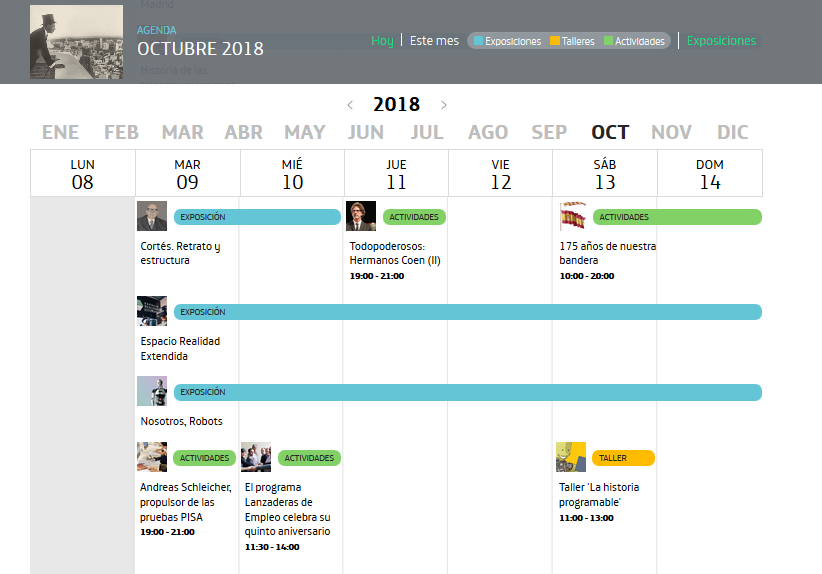 Madrid
AGENDA
OCTUBRE 2018
Hoy Este mes Exposiciones Talleres Actividades Exposiciones
Historia de las
< 2018 >
ENE FEB MAR ABR MAY JUN JUL AGO SEP OCT NOV DIC
LUN MAR MIÉ JUE VIE SÁB DOM
08 09 10 11 12 13 14
EXPOSICIÓN
Cortés. Retrato y
estructura
ACTIVIDADES
Todopoderosos:
Hermanos Coen (II)
19:00 - 21:00
ACTIVIDADES
175 años de nuestra
bandera
10:00 - 20:00
EXPOSICIÓN
Espacio Realidad
Extendida
EXPOSICIÓN
Nosotros, Robots
ACTIVIDADES
Andreas Schleicher,
propulsor de las
pruebas PISA
19:00 - 21:00
ACTIVIDADES
El programa
Lanzaderas de
Empleo celebra su
quinto aniversario
11:30 - 14:00
TALLER
Taller 'La historia
programable'
11:00 - 13:00